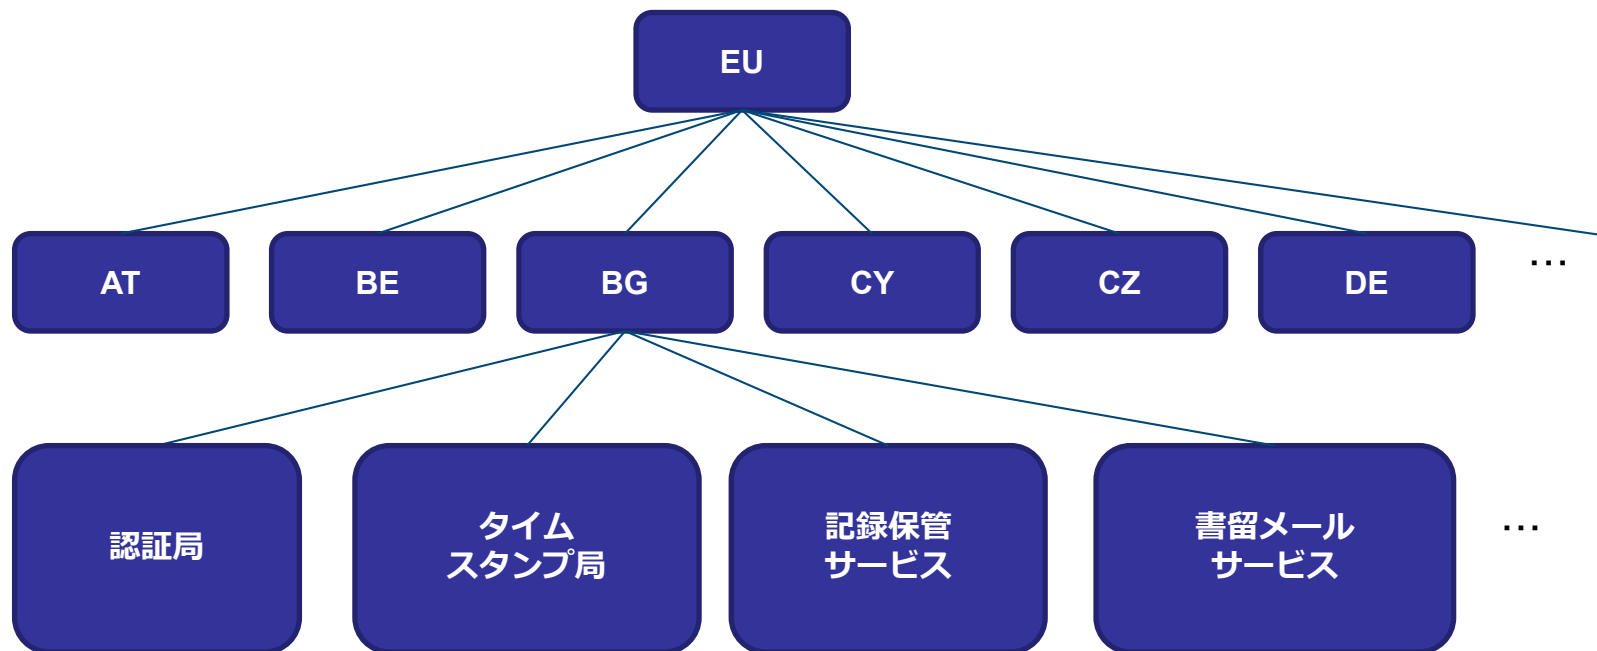 EU
AT
BE
BG
CY
CZ
DE
…
認証局
タイム
スタンプ局
記録保管
サービス
書留メール
サービス
…